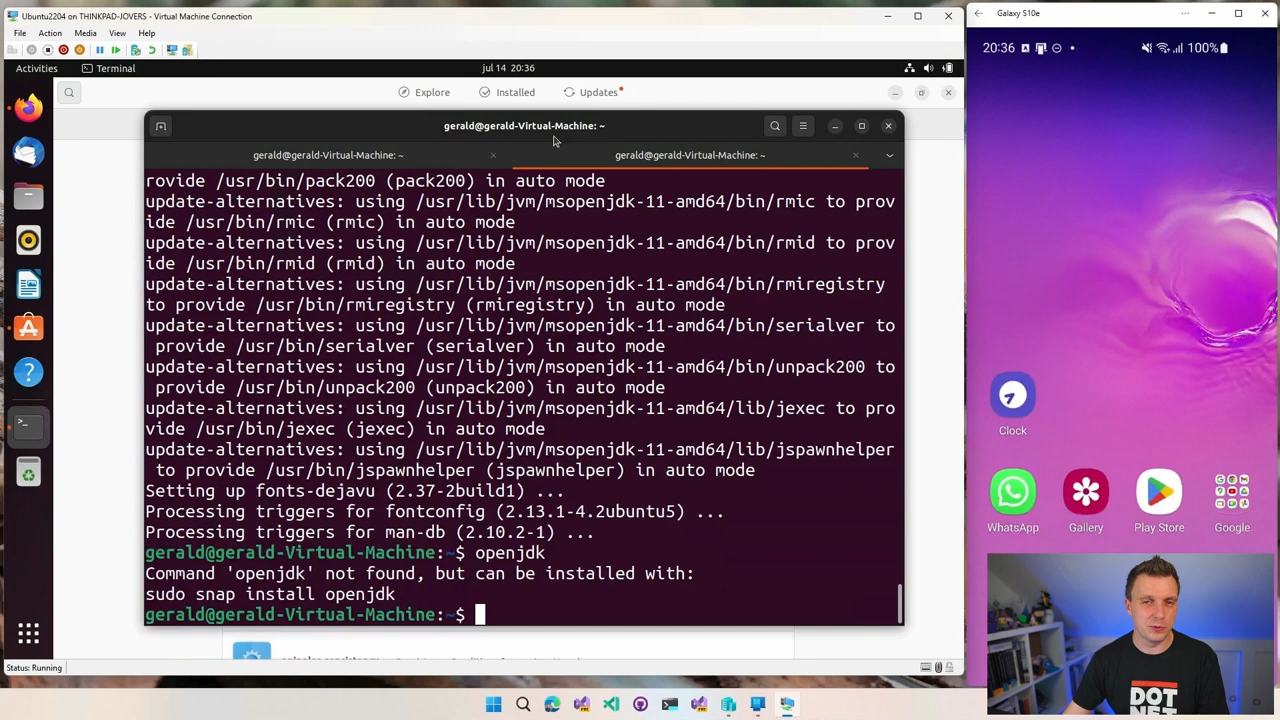 Ubuntu2204 on THINKPAD-JOVERS - Virtual Machine Connection
File Action Media View Help
Activities Terminal jul 14 20:36
Explore Installed Updates
gerald@gerald-Virtual-Machine: ~
gerald@gerald-Virtual-Machine: ~ gerald@gerald-Virtual-Machine: ~
rovide /usr/bin/pack200 (pack200) in auto mode
update-alternatives: using /usr/lib/jvm/msopenjdk-11-amd64/bin/rmic to prov
ide /usr/bin/rmic (rmic) in auto mode
update-alternatives: using /usr/lib/jvm/msopenjdk-11-amd64/bin/rmid to prov
ide /usr/bin/rmid (rmid) in auto mode
update-alternatives: using /usr/lib/jvm/msopenjdk-11-amd64/bin/rmiregistry
to provide /usr/bin/rmiregistry (rmiregistry) in auto mode
update-alternatives: using /usr/lib/jvm/msopenjdk-11-amd64/bin/serialver to
provide /usr/bin/serialver (serialver) in auto mode
update-alternatives: using /usr/lib/jvm/msopenjdk-11-amd64/bin/unpack200 to
provide /usr/bin/unpack200 (unpack200) in auto mode
update-alternatives: using /usr/lib/jvm/msopenjdk-11-amd64/lib/jexec to pro
vide /usr/bin/jexec (jexec) in auto mode
update-alternatives: using /usr/lib/jvm/msopenjdk-11-amd64/lib/jspawnhelper
to provide /usr/bin/jspawnhelper (jspawnhelper) in auto mode
Setting up fonts-dejavu (2.37-2build1) ...
Processing triggers for fontconfig (2.13.1-4.2ubuntu5) ...
Processing triggers for man-db (2.10.2-1) ...
gerald@gerald-Virtual-Machine:~$ openjdk
Command 'openjdk' not found, but can be installed with:
sudo snap install openjdk
gerald@gerald-Virtual-Machine:~$
Status: Running
Galaxy S10e
20:36 100%
Clock
WhatsApp Gallery Play Store Google
DOT
NET